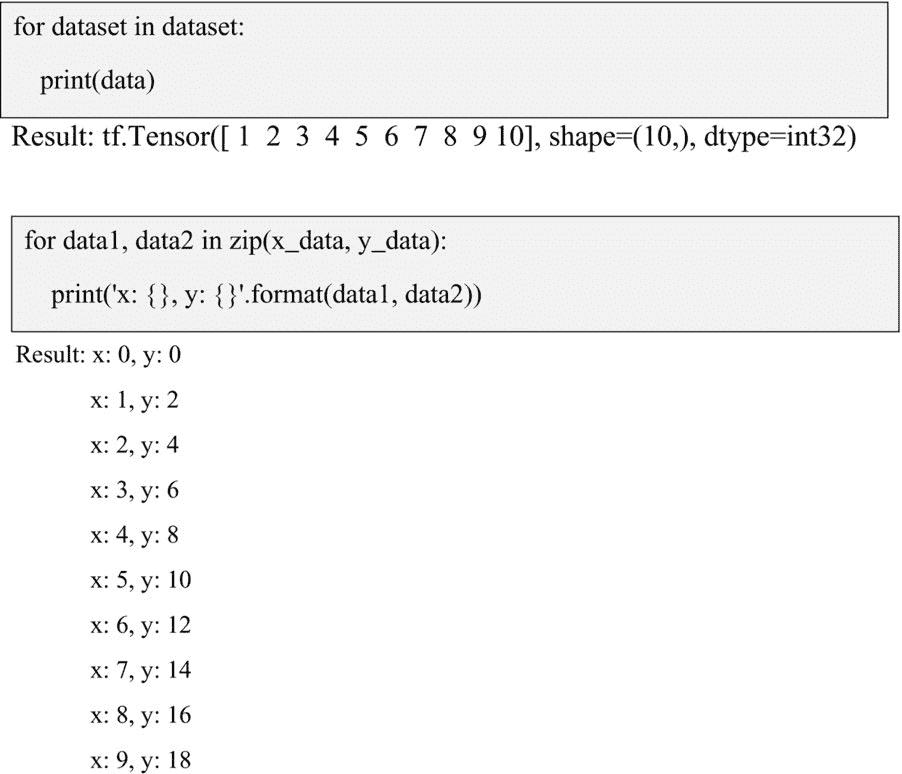 for dataset in dataset:
print(data)
Result: tf.Tensor([ 1 2 3 4 5 6 7 8 9 10], shape=(10,), dtype=int32)
for data1, data2 in zip(x_data, y_data):
print('x: {}, y: {}'.format(data1, data2))
Result: x: 0, y: 0
x: 1, y: 2
x: 2, y: 4
x: 3, y: 6
x: 4, y: 8
x: 5, y: 10
x: 6, y: 12
x: 7, y: 14
x: 8, y: 16
x: 9, y: 18